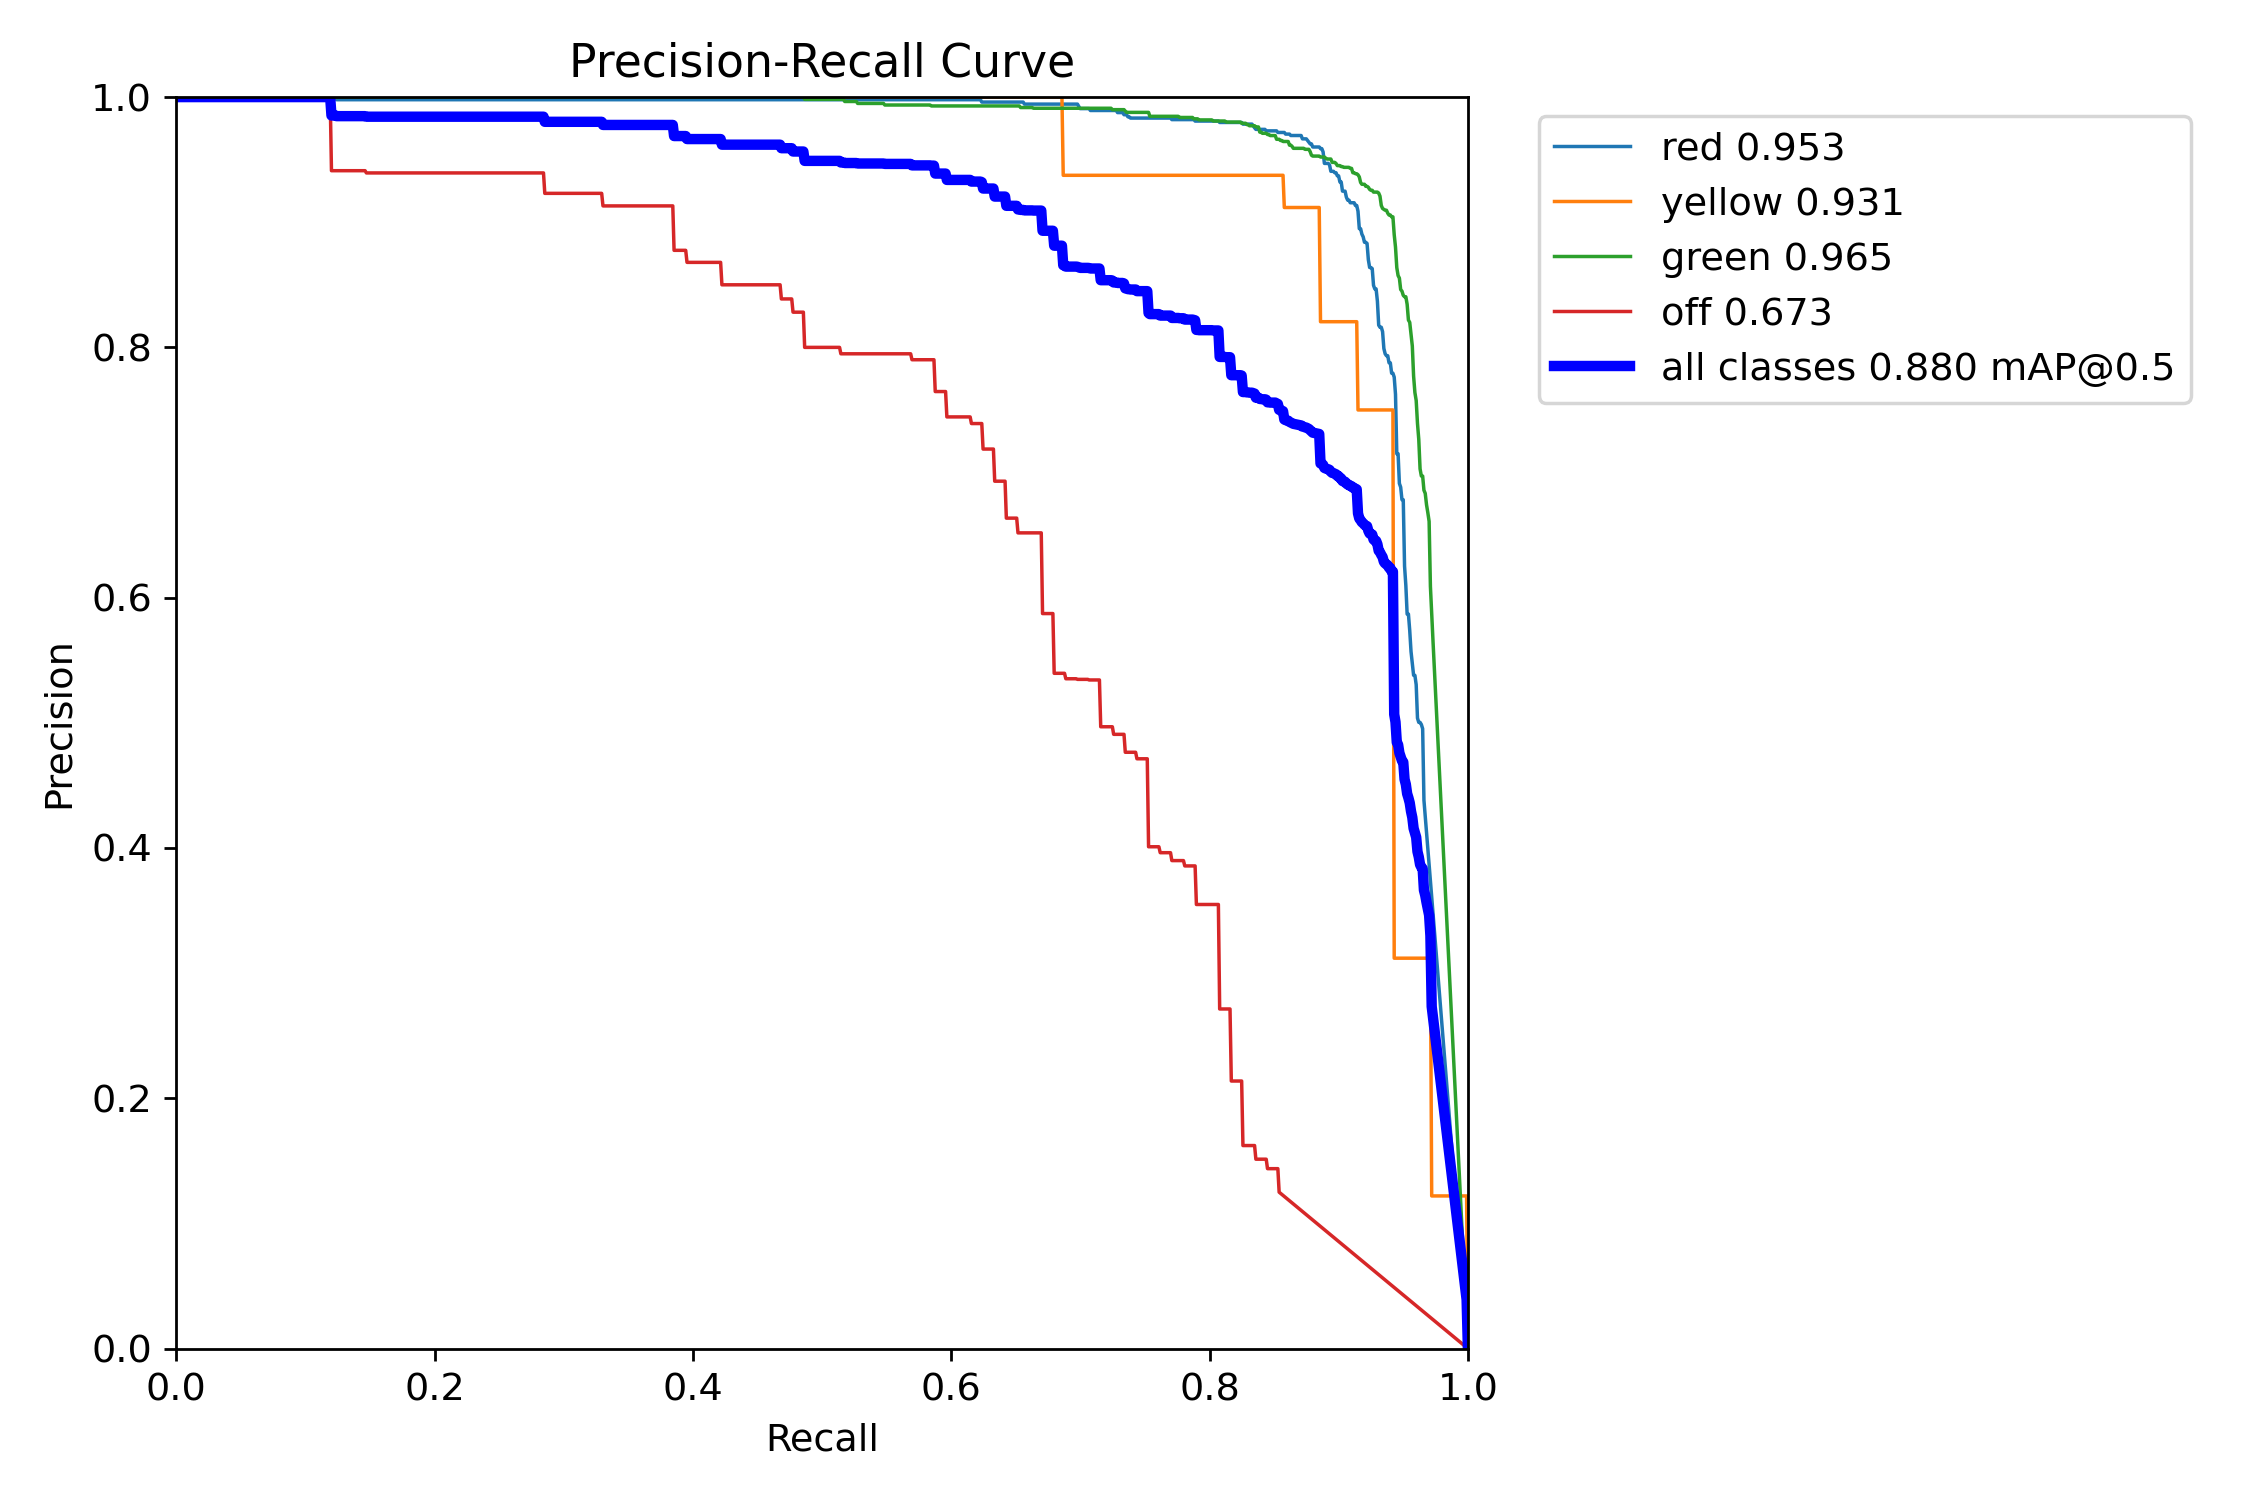 Precision-Recall Curve
1.0
0.8
0.6
0.4
0.2
0.0
Precision
0.0 0.2 0.4 0.6 0.8 1.0
Recall
red 0.953
yellow 0.931
green 0.965
off 0.673
all classes 0.880 mAP@0.5